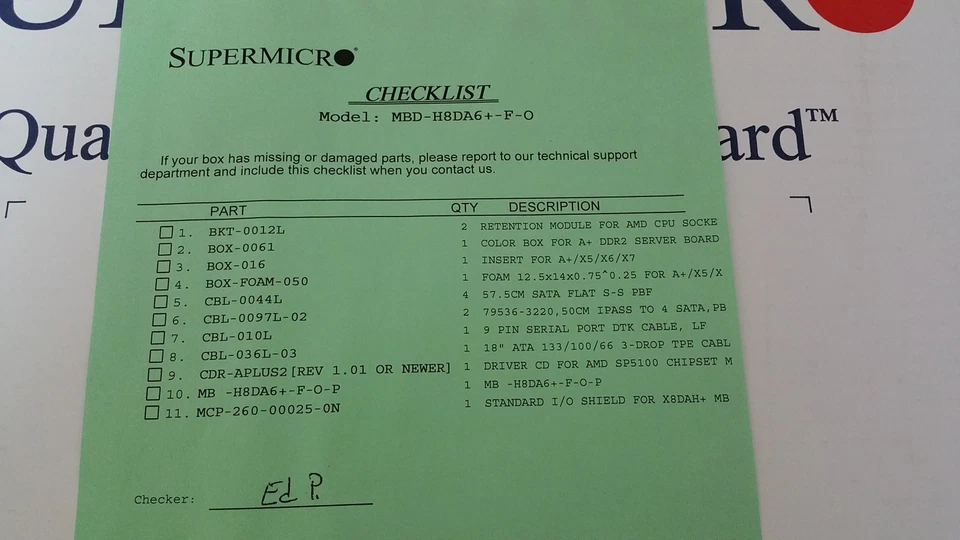 SUPERMICRO
CHECKLIST
Model: MBD-H8DA6+-F-O
If your box has missing or damaged parts, please report to our technical support
department and include this checklist when you contact us.
PART QTY DESCRIPTION
1. BKT-0012L 2 RETENTION MODULE FOR AMD CPU SOCKE
2. BOX-0061 1 COLOR BOX FOR A+ DDR2 SERVER BOARD
3. BOX-016 1 INSERT FOR A+/X5/X6/X7
4. BOX-FOAM-050 1 FOAM 12.5x14x0.75^0.25 FOR A+/X5/X
5. CBL-0044L 4 57.5CM SATA FLAT S-S PBF
6. CBL-0097L-02 2 79536-3220,50CM IPASS TO 4 SATA,PB
7. CBL-010L 1 9 PIN SERIAL PORT DTK CABLE, LF
8. CBL-036L-03 1 18" ATA 133/100/66 3-DROP TPE CABL
9. CDR-APLUS2[REV 1.01 OR NEWER] 1 DRIVER CD FOR AMD SP5100 CHIPSET M
10. MB -H8DA6+-F-O-P 1 MB -H8DA6+-F-O-P
11. MCP-260-00025-0N 1 STANDARD I/O SHIELD FOR X8DAH+ MB
Checker: Ed P.
Qua
ard™